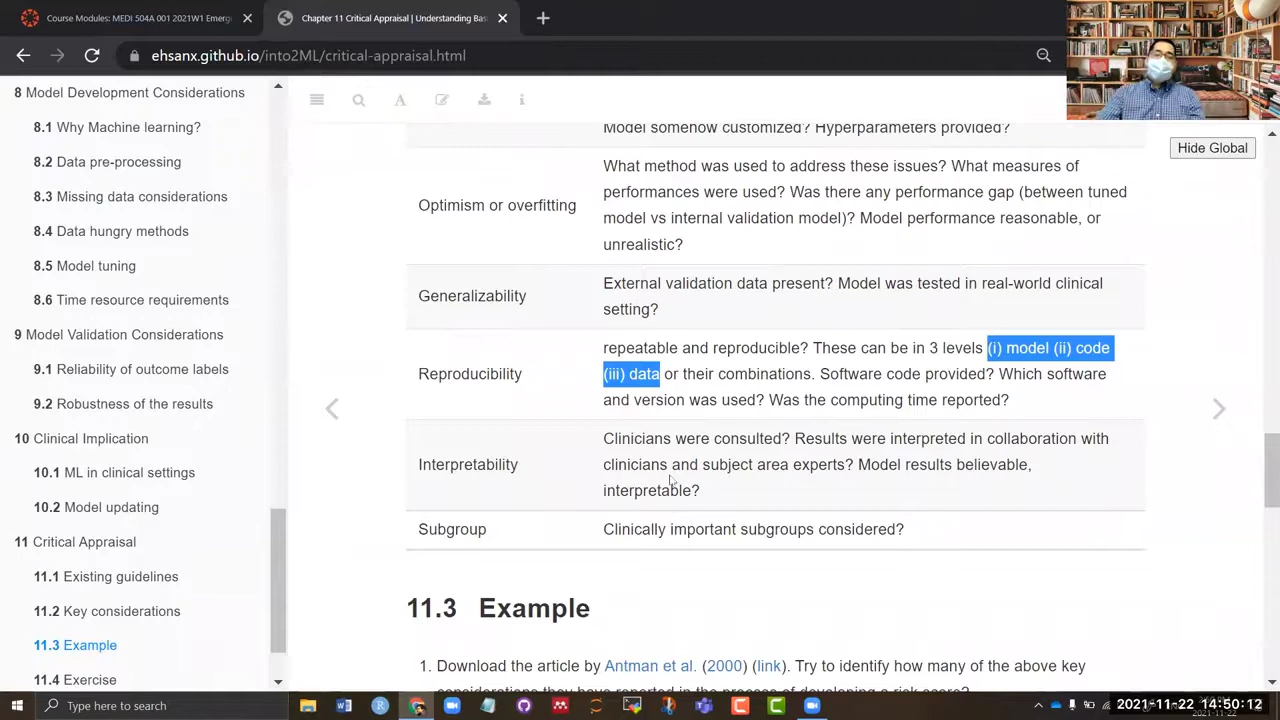 Course Modules: MEDI 504A 001 2021W1 Emerg
Chapter 11 Critical Appraisal | Understanding Bas
ehsanx.github.io/into2ML/critical-appraisal.html
Hide Global
8 Model Development Considerations
8.1 Why Machine learning?
8.2 Data pre-processing
8.3 Missing data considerations
8.4 Data hungry methods
8.5 Model tuning
8.6 Time resource requirements
9 Model Validation Considerations
9.1 Reliability of outcome labels
9.2 Robustness of the results
10 Clinical Implication
10.1 ML in clinical settings
10.2 Model updating
11 Critical Appraisal
11.1 Existing guidelines
11.2 Key considerations
11.3 Example
11.4 Exercise
Model somehow customized? Hyperparameters provided?
Optimism or overfitting
What method was used to address these issues? What measures of
performances were used? Was there any performance gap (between tuned
model vs internal validation model)? Model performance reasonable, or
unrealistic?
Generalizability
External validation data present? Model was tested in real-world clinical
setting?
Reproducibility
repeatable and reproducible? These can be in 3 levels (i) model (ii) code
(iii) data or their combinations. Software code provided? Which software
and version was used? Was the computing time reported?
Interpretability
Clinicians were consulted? Results were interpreted in collaboration with
clinicians and subject area experts? Model results believable,
interpretable?
Subgroup
Clinically important subgroups considered?
11.3 Example
1. Download the article by Antman et al. (2000) (link). Try to identify how many of the above key
considerations they have reported in the process of developing a risk score?
Type here to search
2021-11-22 14:50:12